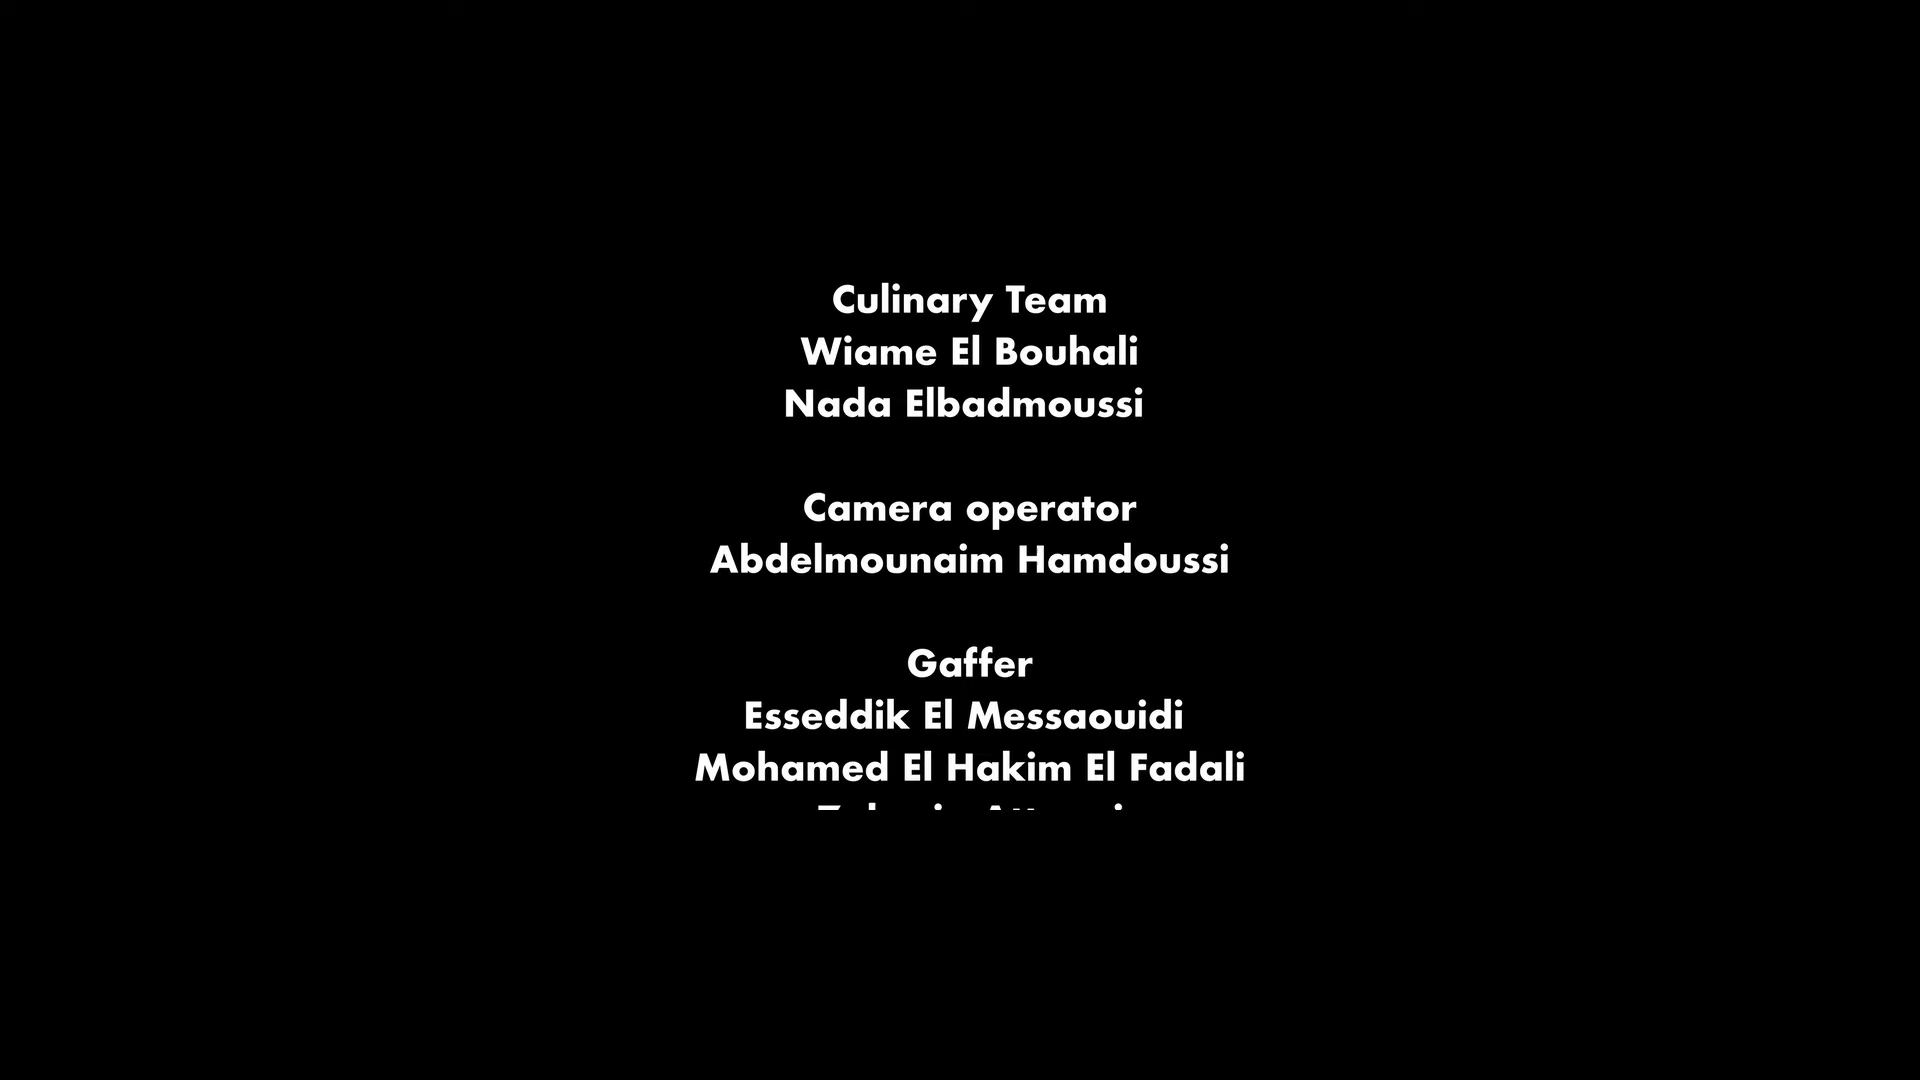 Culinary Team
Wiame El Bouhali
Nada Elbadmoussi
Camera operator
Abdelmounaim Hamdoussi
Gaffer
Esseddik El Messaouidi
Mohamed El Hakim El Fadali